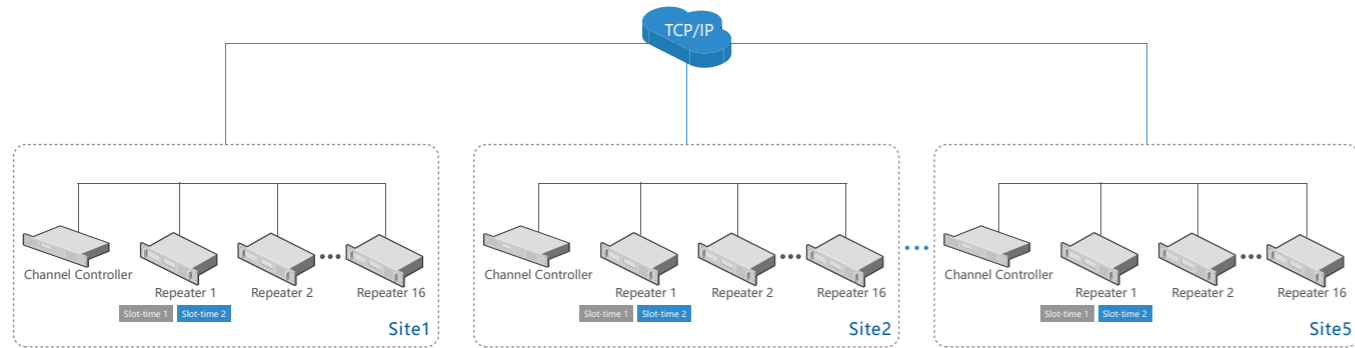 TCP/IP
Channel Controller
Repeater 1
Repeater 2
Repeater 16
Slot-time 1
Slot-time 2
Site1
Channel Controller
Repeater 1
Repeater 2
Repeater 16
Slot-time 1
Slot-time 2
Site2
Channel Controller
Repeater 1
Repeater 2
Repeater 16
Slot-time 1
Slot-time 2
Site5